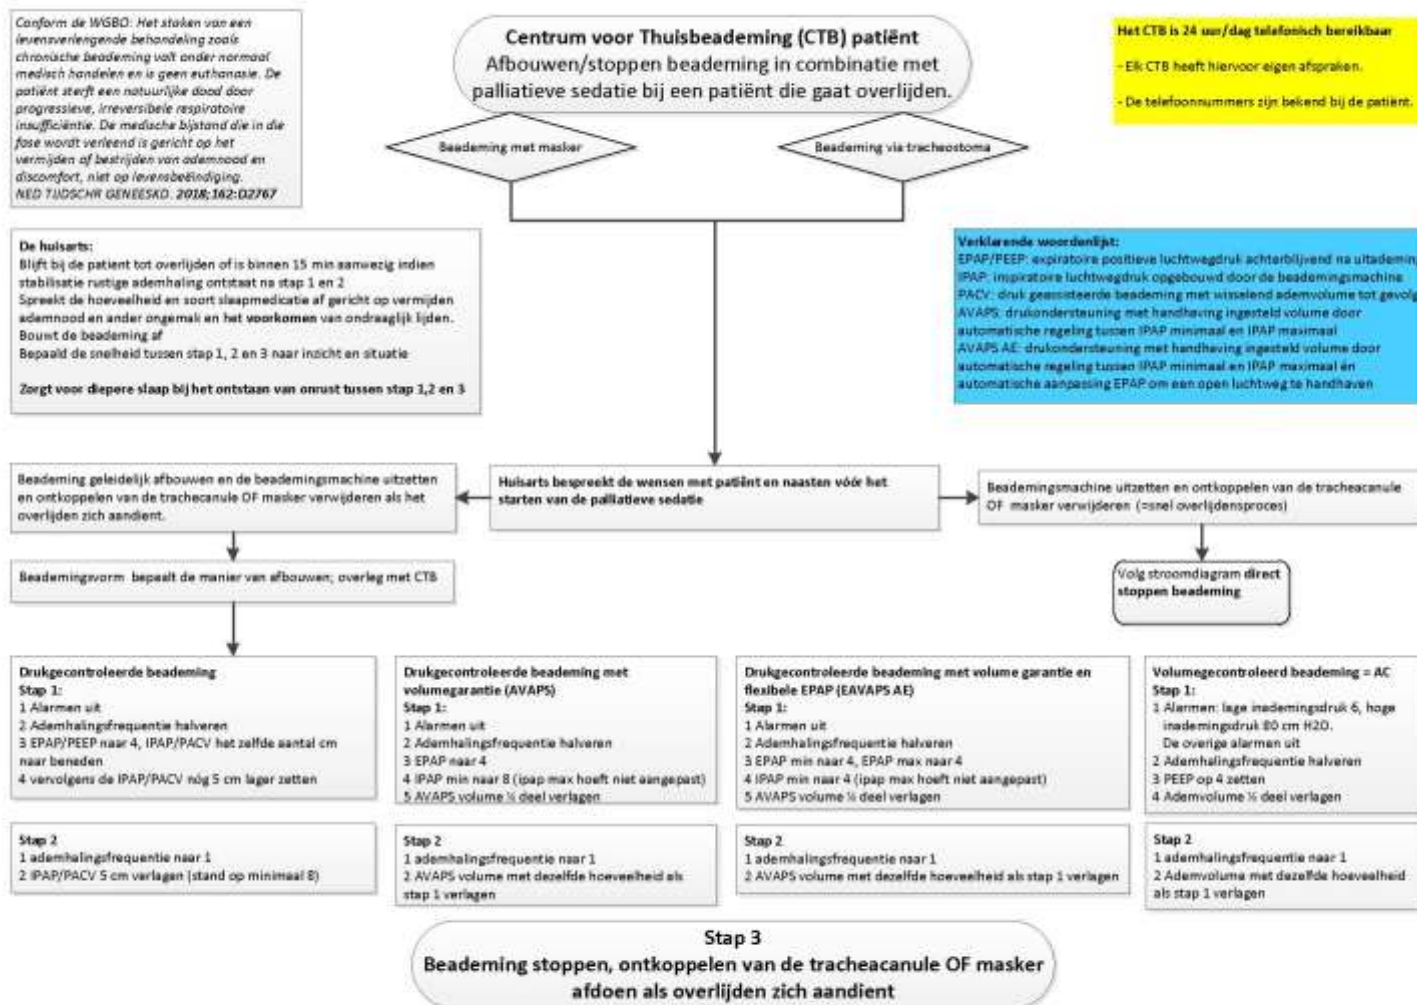 Conform de WGBO: Het staken van een
levensverlengende behandeling zoals
chronische beademing valt onder normaal
medisch handelen en is geen euthanasie. De
patiënt sterft een natuurlijke dood door
progressieve, irreversibele respiratoire
insufficiëntie. De medische bijstand die in die
fase wordt verleend is gericht op het
vermijden of bestrijden van ademnood en
discomfort, niet op levensbeëindiging.
NED TIJDSCHR GENEESKD. 2018;162:D2767
Centrum voor Thuisbeademing (CTB) patiënt
Afbouwen/stoppen beademing in combinatie met
palliatieve sedatie bij een patiënt die gaat overlijden.
Het CTB is 24 uur/dag telefonisch bereikbaar
- Elk CTB heeft hiervoor eigen afspraken.
- De telefoonnummers zijn bekend bij de patiënt.
Beademing met masker
Beademing via tracheostoma
De huisarts:
Blijft bij de patient tot overlijden of is binnen 15 min aanwezig indien
stabilisatie rustige ademhaling ontstaat na stap 1 en 2
Spreekt de hoeveelheid en soort slaapmedicatie af gericht op vermijden
ademnood en ander ongemak en het voorkomen van ondraaglijk lijden.
Bouwt de beademing af
Bepaald de snelheid tussen stap 1, 2 en 3 naar inzicht en situatie
Zorgt voor diepere slaap bij het ontstaan van onrust tussen stap 1,2 en 3
Verklarende woordenlijst:
EPAP/PEEP: expiratoire positieve luchtwegdruk achterblijvend na uitademing
IPAP: inspiratoire luchtwegdruk opgebouwd door de beademingsmachine
PACV: druk geassisteerde beademing met wisselend ademvolume tot gevolg
AVAPS: drukondersteuning met handhaving ingesteld volume door
automatische regeling tussen IPAP minimaal en IPAP maximaal
AVAPS AE: drukondersteuning met handhaving ingesteld volume door
automatische regeling tussen IPAP minimaal en IPAP maximaal én
automatische aanpassing EPAP om een open luchtweg te handhaven
Beademing geleidelijk afbouwen en de beademingsmachine uitzetten
en ontkoppelen van de trachecanule OF masker verwijderen als het
overlijden zich aandient.
Huisarts bespreekt de wensen met patiënt en naasten vóór het
starten van de palliatieve sedatie
Beademingsmachine uitzetten en ontkoppelen van de tracheacanule
OF masker verwijderen (=snel overlijdensproces)
Beademingsvorm bepaalt de manier van afbouwen; overleg met CTB
Volg stroomdiagram direct
stoppen beademing
Drukgecontroleerde beademing
Stap 1:
1 Alarmen uit
2 Ademhalingsfrequentie halveren
3 EPAP/PEEP naar 4, IPAP/PACV het zelfde aantal cm
naar beneden
4 vervolgens de IPAP/PACV nóg 5 cm lager zetten
Drukgecontroleerde beademing met
volumegarantie (AVAPS)
Stap 1:
1 Alarmen uit
2 Ademhalingsfrequentie halveren
3 EPAP naar 4
4 IPAP min naar 8 (ipap max hoeft niet aangepast)
5 AVAPS volume deel verlagen
Drukgecontroleerde beademing met volume garantie en
flexibele EPAP (EAVAPS AE)
Stap 1:
1 Alarmen uit
2 Ademhalingsfrequentie halveren
3 EPAP min naar 4, EPAP max naar 4
4 IPAP min naar 4 (ipap max hoeft niet aangepast)
5 AVAPS volume deel verlagen
Volumegecontroleerd beademing = AC
Stap 1:
1 Alarmen: lage inademingsdruk 6, hoge
inademingsdruk 80 cm H2O.
De overige alarmen uit
2 Ademhalingsfrequentie halveren
3 PEEP op 4 zetten
4 Ademvolume deel verlagen
Stap 2
1 ademhalingsfrequentie naar 1
2 IPAP/PACV 5 cm verlagen (stand op minimaal 8)
Stap 2
1 ademhalingsfrequentie naar 1
2 AVAPS volume met dezelfde hoeveelheid als
stap 1 verlagen
Stap 2
1 ademhalingsfrequentie naar 1
2 AVAPS volume met dezelfde hoeveelheid als stap 1 verlagen
Stap 2
1 ademhalingsfrequentie naar 1
2 Ademvolume met dezelfde hoeveelheid
als stap 1 verlagen
Stap 3
Beademing stoppen, ontkoppelen van de tracheacanule OF masker
afdoen als overlijden zich aandient